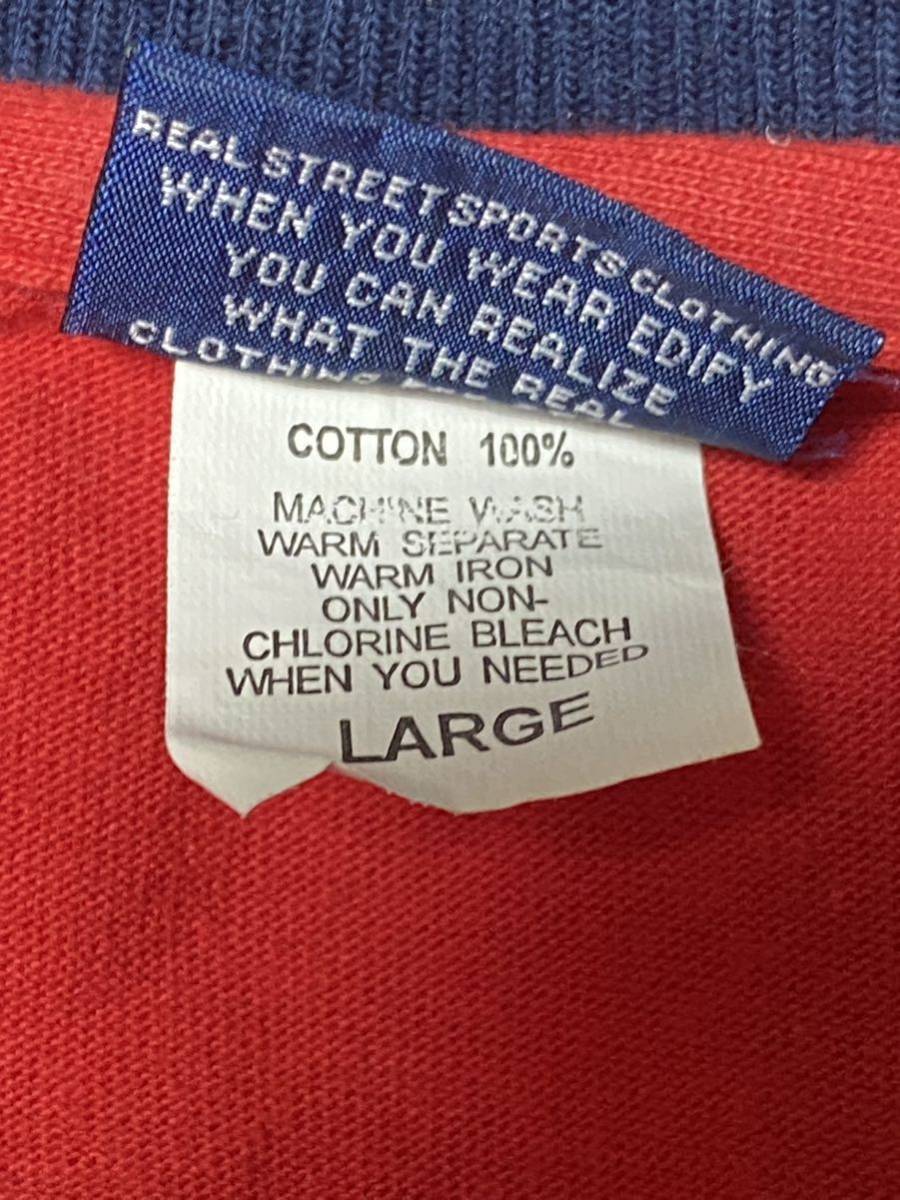 REAL STREET SPORTS CLOTHING
WHEN YOU WEAR EDIFY
YOU CAN REALIZE
WHAT THE REAL
CLOTHING
COTTON 100%
MACHINE WASH
WARM SEPARATE
WARM IRON
ONLY NON-
CHLORINE BLEACH
WHEN YOU NEEDED
LARGE